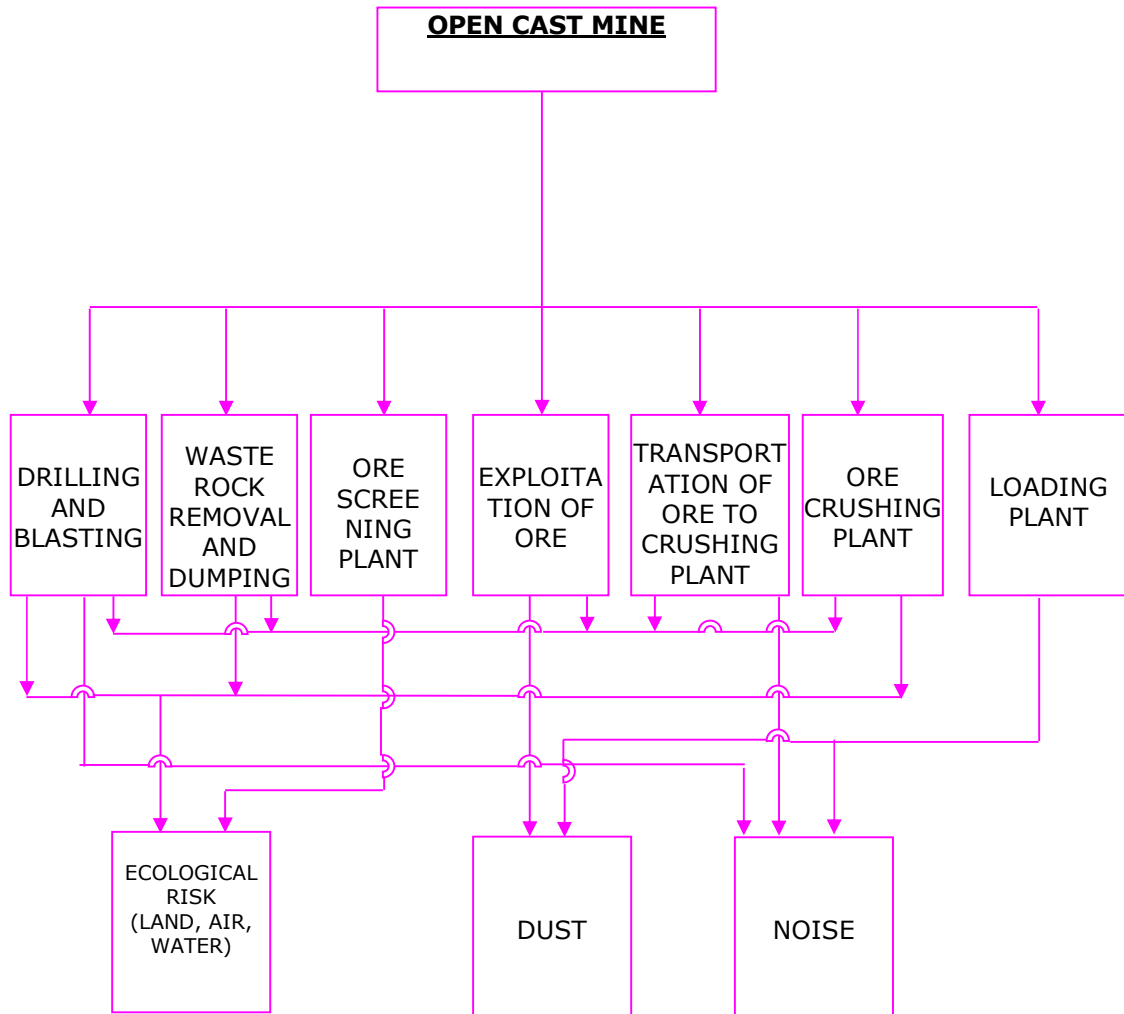 OPEN CAST MINE
DRILLING
AND
BLASTING
WASTE
ROCK
REMOVAL
AND
DUMPING
ORE
SCREE
NING
PLANT
EXPLOITA
TION OF
ORE
TRANSPORT
ATION OF
ORE TO
CRUSHING
PLANT
ORE
CRUSHING
PLANT
LOADING
PLANT
ECOLOGICAL
RISK
(LAND, AIR,
WATER)
DUST
NOISE